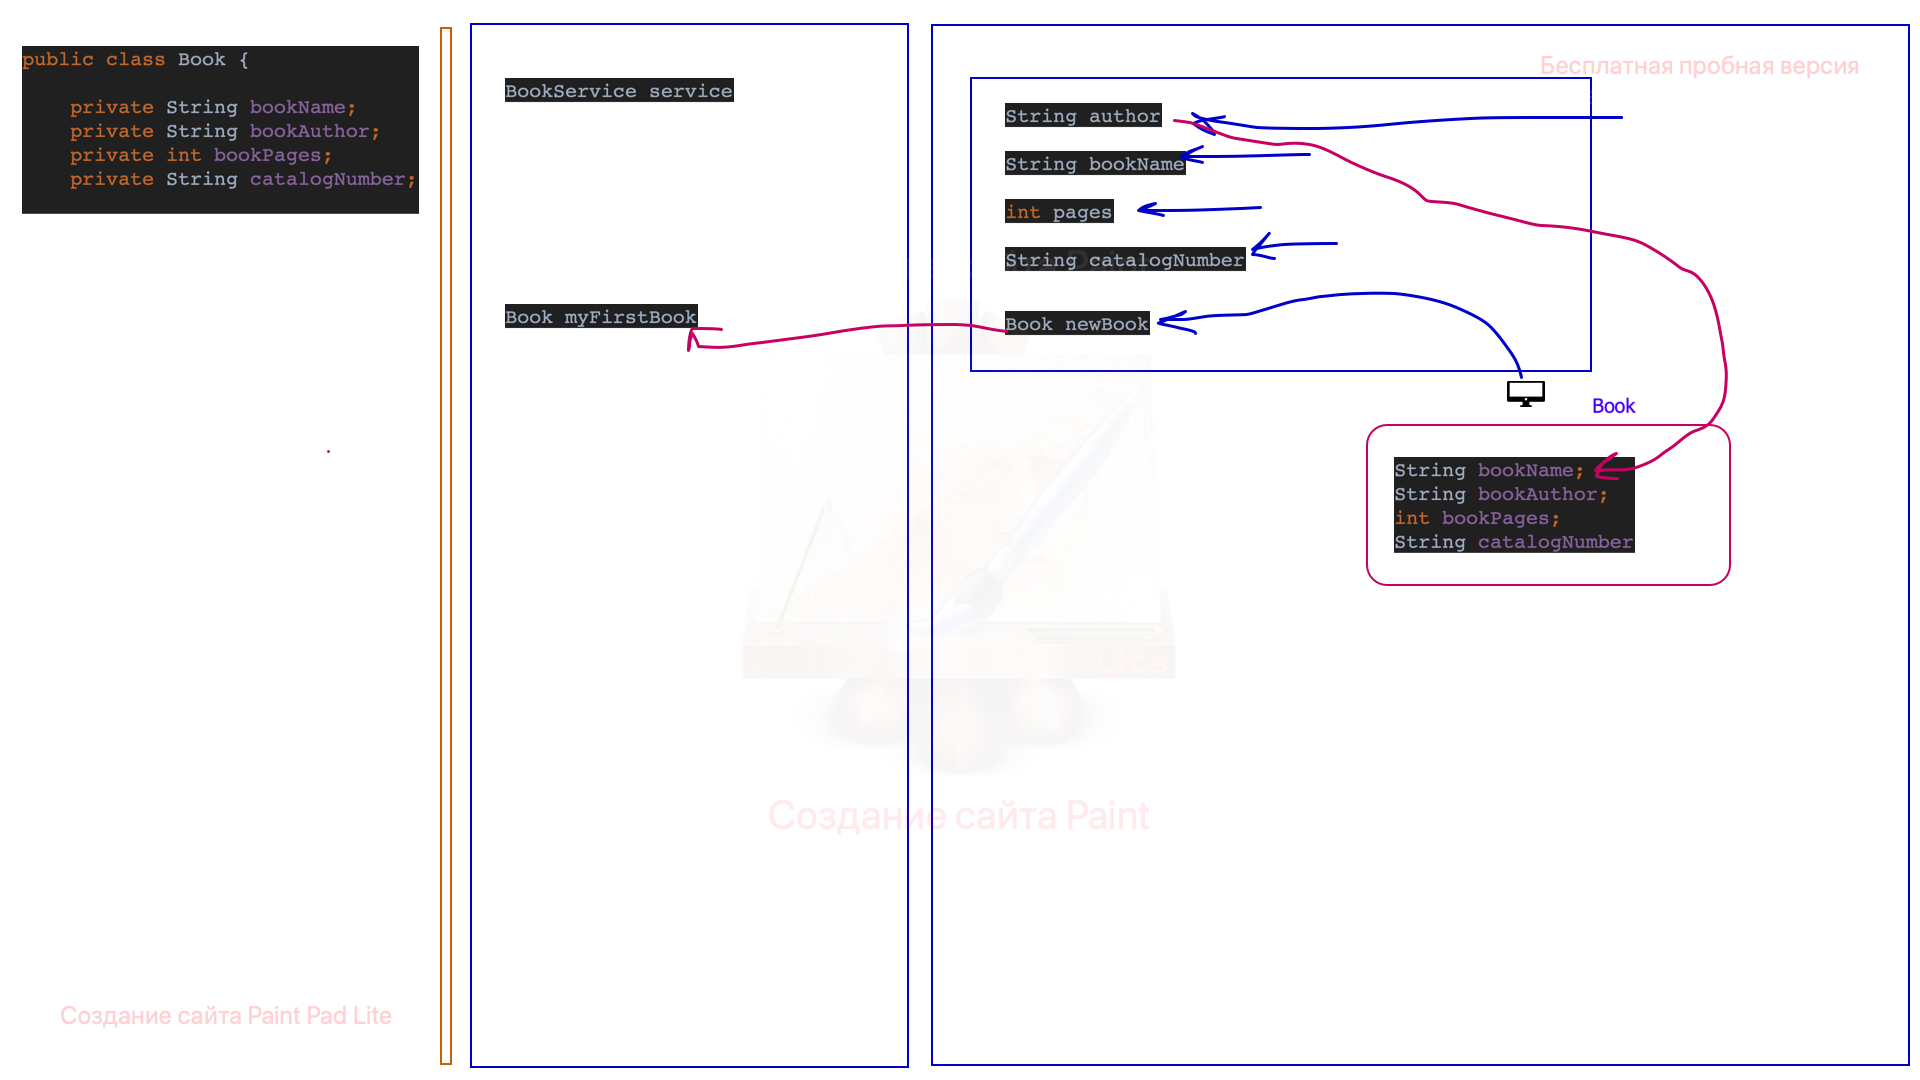 public class Book {
private String bookName;
private String bookAuthor;
private int bookPages;
private String catalogNumber;
BookService service
Book myFirstBook
Бесплатная пробная версия
String author
String bookName
int pages
String catalogNumber
Book newBook
Book
String bookName;
String bookAuthor;
int bookPages;
String catalogNumber
Lite
Создание сайта Paint
Создание сайта Paint Pad Lite